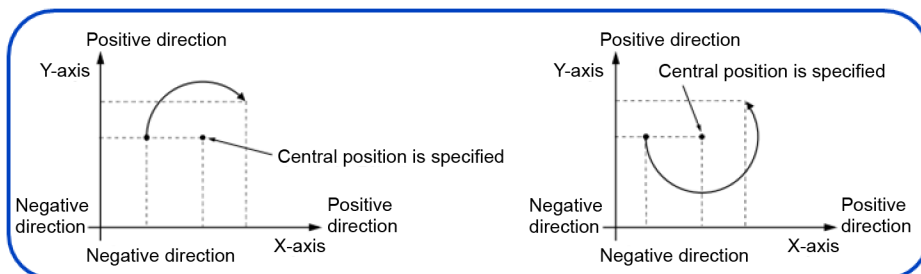 Positive direction
Y-axis
Central position is specified
Negative direction
Positive direction
X-axis
Negative direction
Positive direction
Y-axis
Central position is specified
Negative direction
Positive direction
X-axis
Negative direction